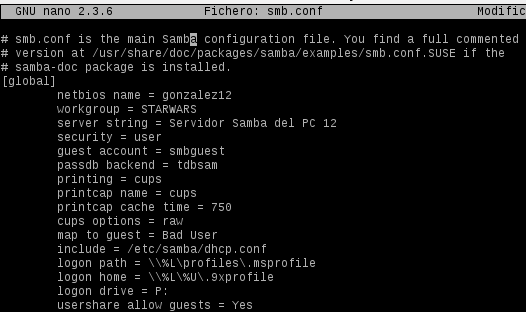 GNU nano 2.3.6 Fichero: smb.conf Modific
# smb.conf is the main Samba configuration file. You find a full commented
# version at /usr/share/doc/packages/samba/examples/smb.conf.SUSE if the
# samba-doc package is installed.
[global]
netbios name = gonzalez12
workgroup = STARWARS
server string = Servidor Samba del PC 12
security = user
guest account = smbguest
passdb backend = tdbsam
printing = cups
printcap name = cups
printcap cache time = 750
cups options = raw
map to guest = Bad User
include = /etc/samba/dhcp.conf
logon path = \\%L\profiles\.msprofile
logon home = \\%L\%U\.9xprofile
logon drive = P:
usershare allow guests = Yes